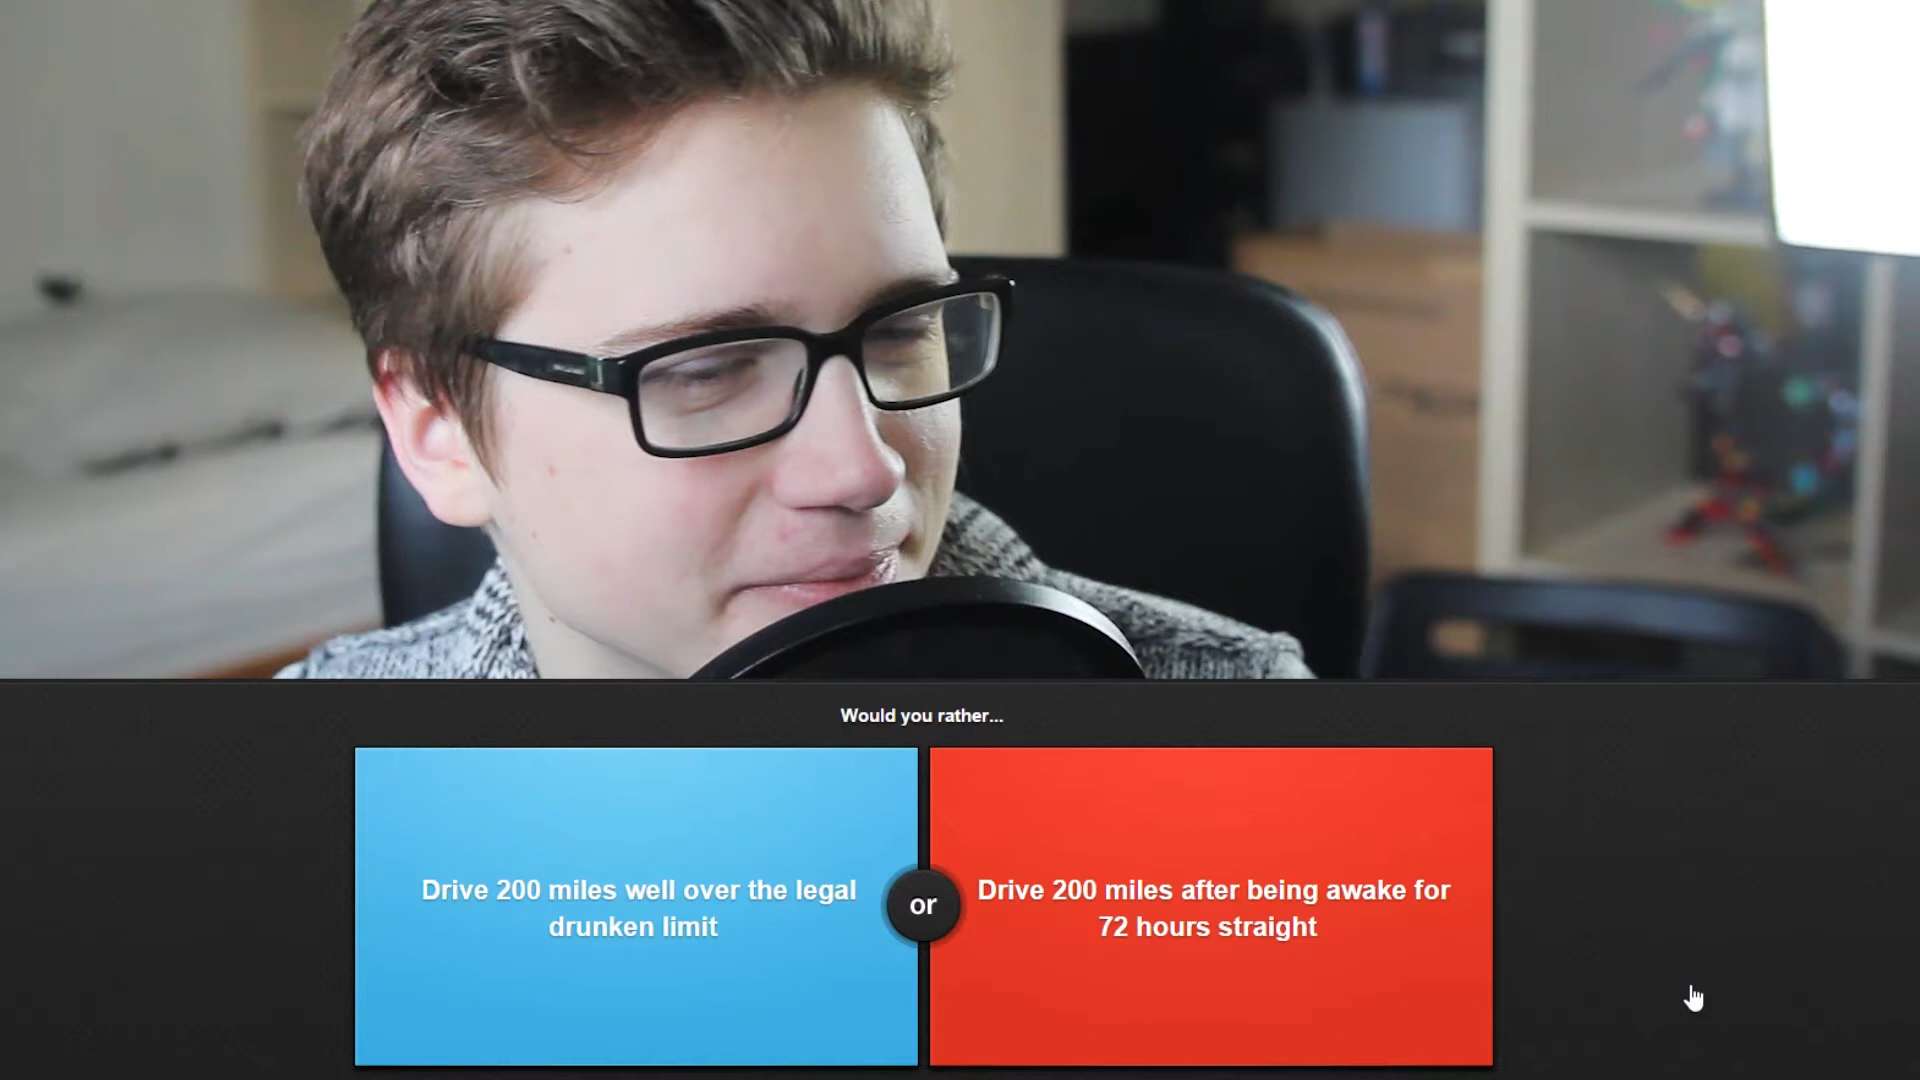 Would you rather...
Drive 200 miles well over the legal
drunken limit
or
Drive 200 miles after being awake for
72 hours straight